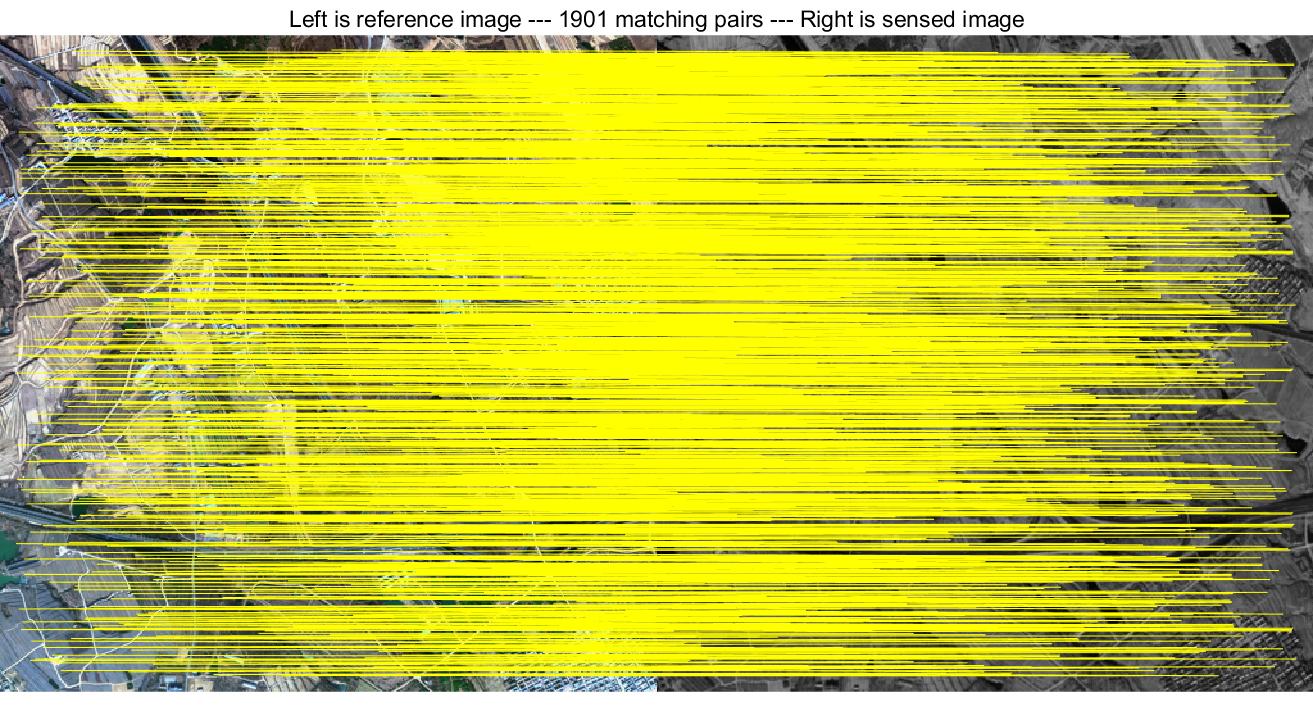 Left is reference image --- 1901 matching pairs --- Right is sensed image